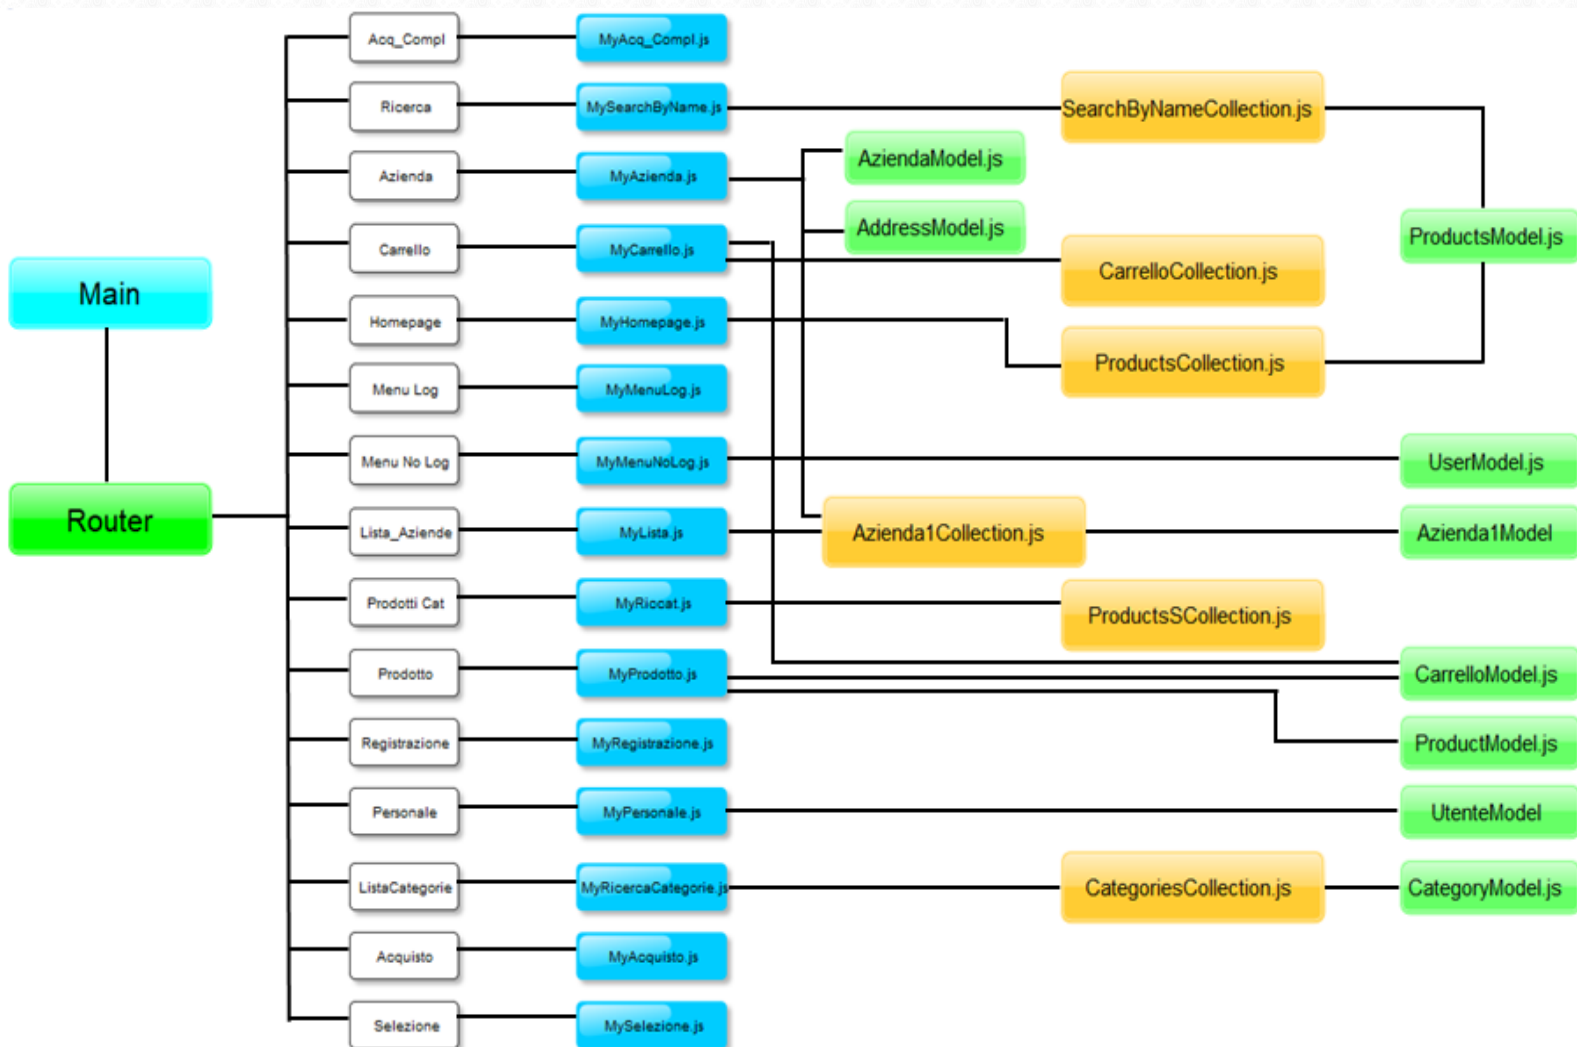 Acq_Compl
MyAcq_Compl.js
Ricerca
MySearchByName.js
SearchByNameCollection.js
AziendaModel.js
Azienda
MyAzienda.js
AddressModel.js
ProductsModel.js
Carrello
MyCarrello.js
CarrelloCollection.js
Main
Homepage
MyHomepage.js
ProductsCollection.js
Menu Log
MyMenuLog.js
Menu No Log
MyMenuNoLog.js
UserModel.js
Router
Lista_Aziende
MyLista.js
Azienda1Collection.js
Azienda1Model
Prodotti Cat
MyRiccat.js
ProductsSCollection.js
Prodotto
MyProdotto.js
CarrelloModel.js
Registrazione
MyRegistrazione.js
ProductModel.js
Personale
MyPersonale.js
UtenteModel
ListaCategorie
MyRicercaCategorie.js
CategoriesCollection.js
CategoryModel.js
Acquisto
MyAcquisto.js
Selezione
MySelezione.js